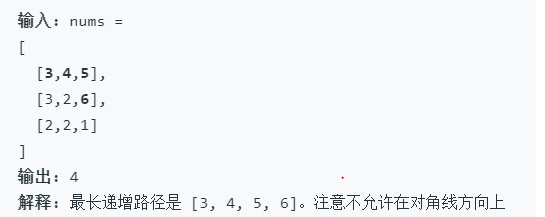 输入: nums =
[
  [3,4,5],
  [3,2,6],
  [2,2,1]
]
输出: 4
解释: 最长递增路径是 [3, 4, 5, 6]。注意不允许在对角线方向上